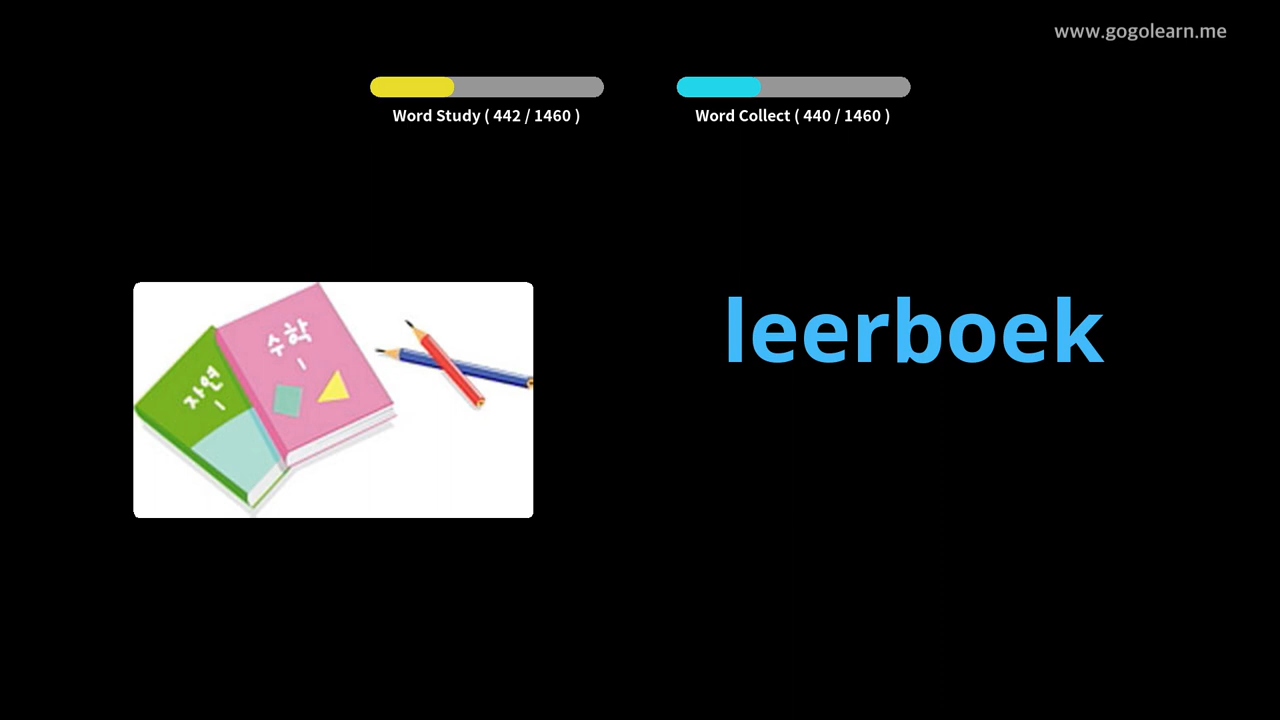 www.gogolearn.me
Word Study ( 442 / 1460 )
Word Collect ( 440 / 1460 )
수학
1
자연
1
leerboek